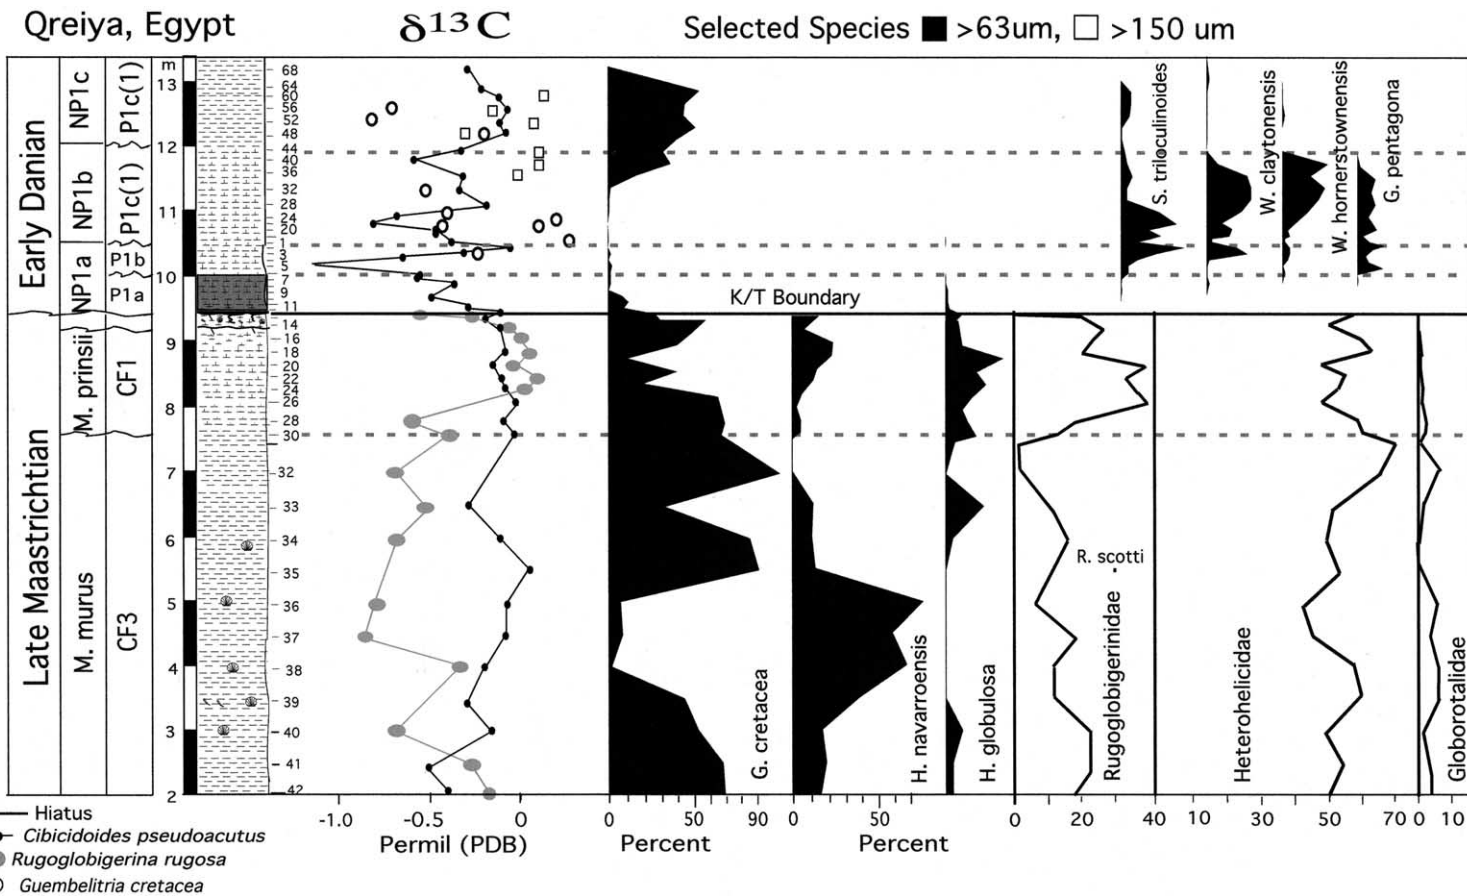 Qreiya, Egypt
δ13C
Selected Species >63um, >150 um
m
Early Danian
Late Maastrichtian
NP1c
NP1b
NP1a
M. prinsii
M. murus
P1c(1)
P1c(1)
P1b
P1a
CF1
CF3
13
12
11
10
9
8
7
6
5
4
3
2
68
64
60
56
52
48
44
40
36
32
28
24
20
1
3
5
7
9
11
14
16
18
20
22
24
26
28
30
32
33
34
35
36
37
38
39
40
41
42
K/T Boundary
S. triloculinoides
W. claytonensis
W. hornerstownensis
G. pentagona
R. scotti
G. cretacea
H. navarroensis
H. globulosa
Rugoglobigerinidae
Heterohelicidae
Globorotalidae
-1.0 -0.5 0
Permil (PDB)
0 50 90
Percent
0 50
Percent
0 20 40
10 30 50 70
0 10
Hiatus
Cibicidoides pseudoacutus
Rugoglobigerina rugosa
Guembelitria cretacea